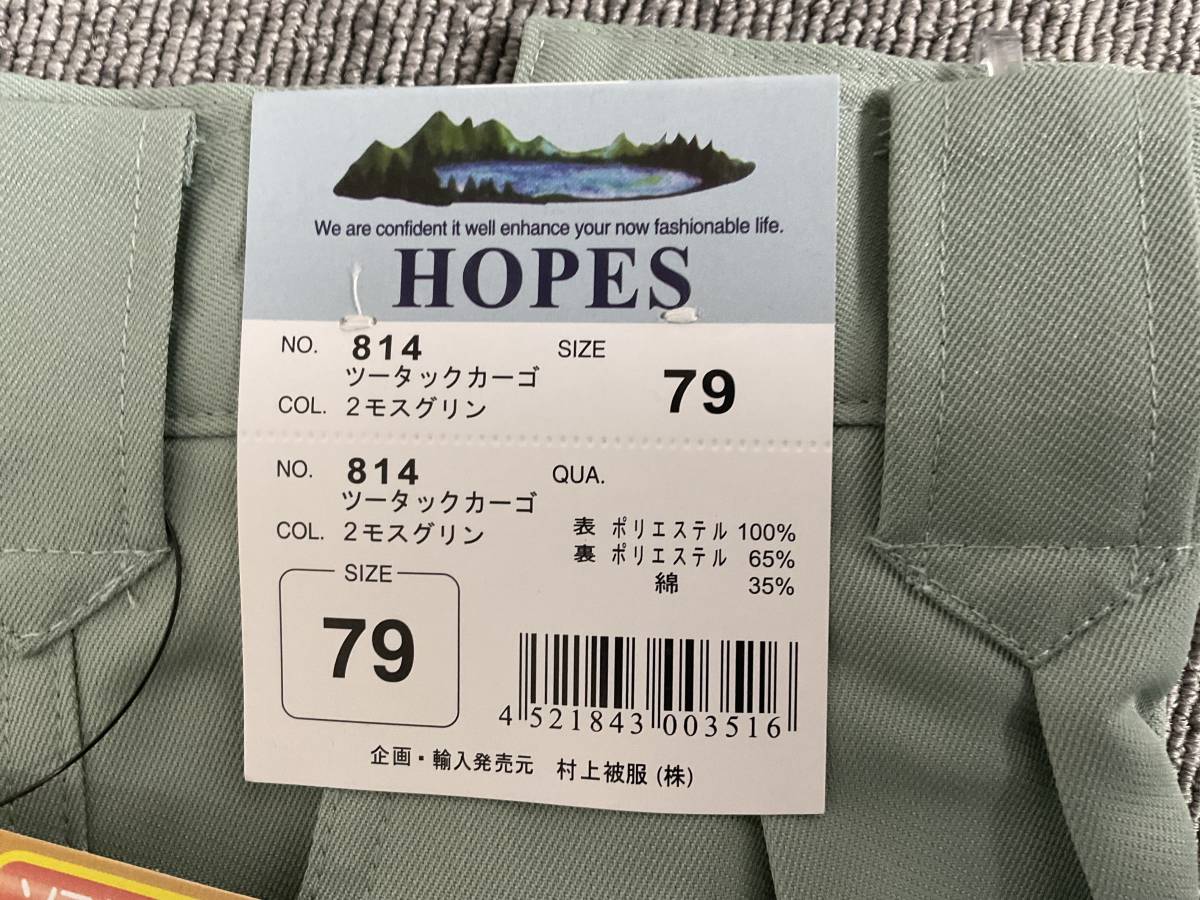 We are confident it well enhance your now fashionable life.
HOPES
NO. 814 SIZE
ツータックカーゴ 79
COL. 2モスグリン
NO. 814 QUA.
ツータックカーゴ
COL. 2モスグリン 表 ポリエステル 100%
裏 ポリエステル 65%
綿 35%
SIZE
79
4 521843 003516
企画・輸入発売元 村上被服(株)